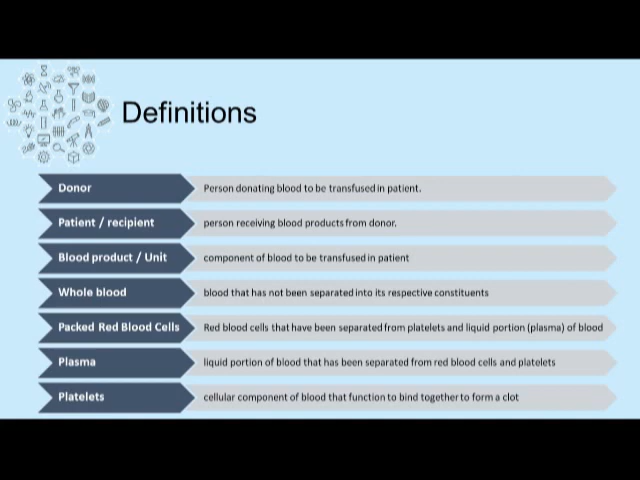 Definitions
Donor
Person donating blood to be transfused in patient.
Patient / recipient
person receiving blood products from donor.
Blood product / Unit
component of blood to be transfused in patient
Whole blood
blood that has not been separated into its respective constituents
Packed Red Blood Cells
Red blood cells that have been separated from platelets and liquid portion (plasma) of blood
Plasma
liquid portion of blood that has been separated from red blood cells and platelets
Platelets
cellular component of blood that function to bind together to form a clot